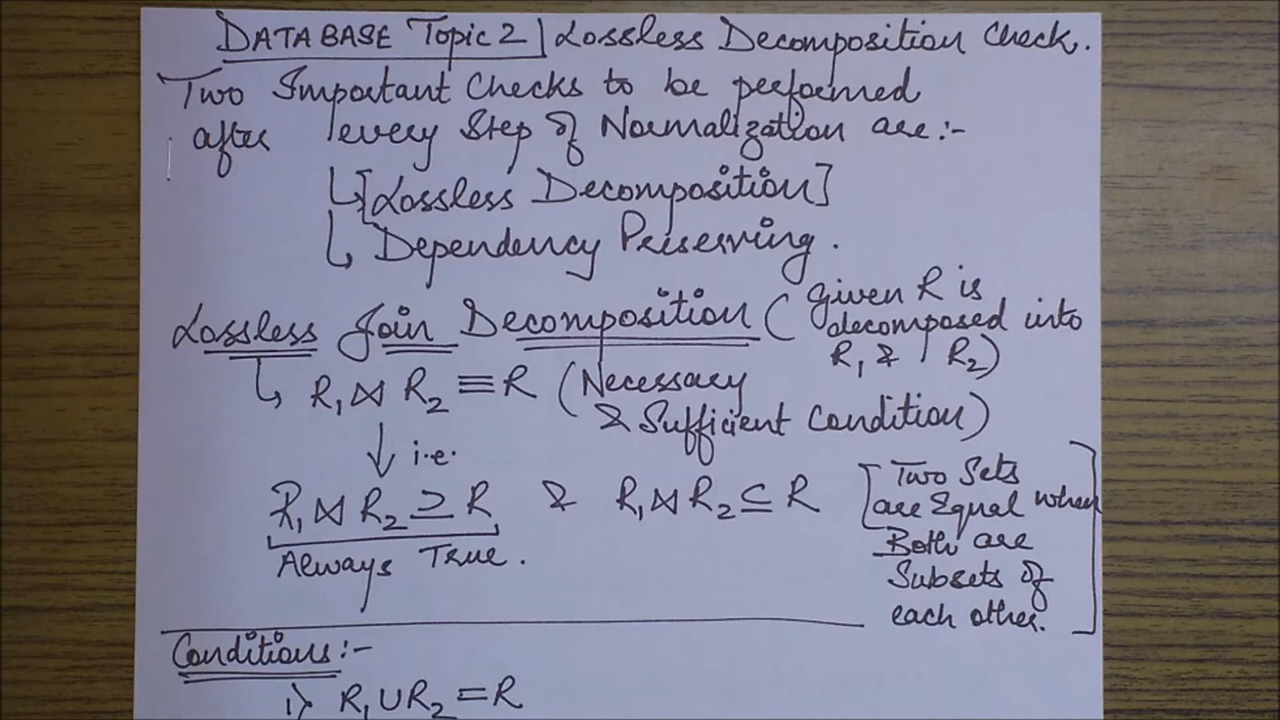 DATABASE Topic 2 | Lossless Decomposition Check.
Two Important Checks to be performed
after every Step of Normalization are:-
↳ [Lossless Decomposition]
↳ Dependency Preserving.
Lossless Join Decomposition (Given R is
decomposed into
R₁ & R₂)
↳ R₁ ⋈ R₂ ≡ R (Necessary
& Sufficient Condition)
↓ i.e.
R₁ ⋈ R₂ ⊇ R & R₁ ⋈ R₂ ⊆ R
Always True.
[Two Sets
are Equal when
Both are
Subsets of
each other.]
Conditions:-
1) R₁ ∪ R₂ = R